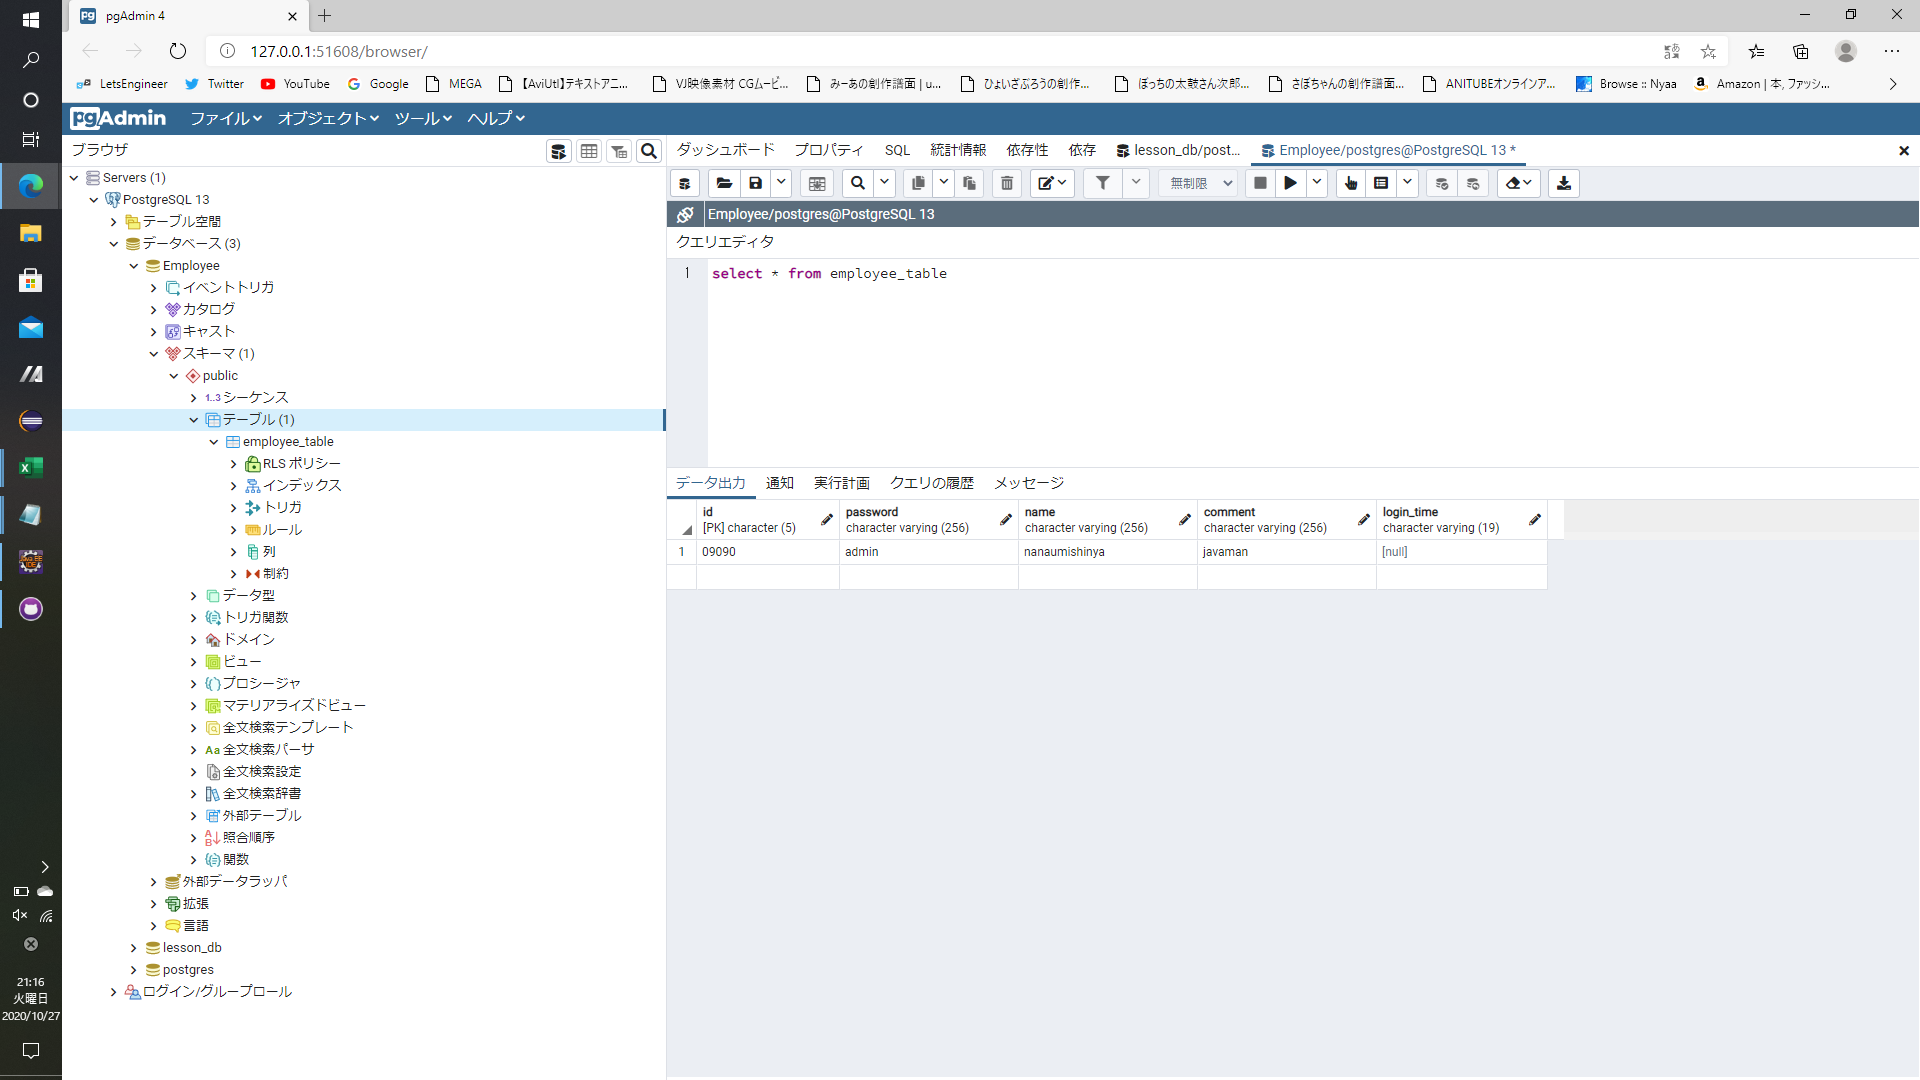 pgAdmin 4
127.0.0.1:51608/browser/
LetsEngineer
Twitter
YouTube
Google
MEGA
【AviUtl】テキストアニ...
VJ映像素材 CGムービ...
みーあの創作譜面 | u...
ひょいざぶろうの創作...
ぼっちの太鼓さん次郎...
さぼちゃんの創作譜面...
ANITUBEオンラインア...
Browse :: Nyaa
Amazon | 本, ファッシ...
pgAdmin
ファイル
オブジェクト
ツール
ヘルプ
ブラウザ
ダッシュボード
プロパティ
SQL
統計情報
依存性
依存
lesson_db/post...
Employee/postgres@PostgreSQL 13 *
無制限
Employee/postgres@PostgreSQL 13
クエリエディタ
1 select * from employee_table
Servers (1)
PostgreSQL 13
テーブル空間
データベース (3)
Employee
イベントトリガ
カタログ
キャスト
スキーマ (1)
public
1..3 シーケンス
テーブル (1)
employee_table
RLS ポリシー
インデックス
トリガ
ルール
列
制約
データ型
トリガ関数
ドメイン
ビュー
プロシージャ
マテリアライズドビュー
全文検索テンプレート
Aa 全文検索パーサ
全文検索設定
全文検索辞書
外部テーブル
照合順序
関数
外部データラッパ
拡張
言語
lesson_db
postgres
ログイン/グループロール
データ出力
通知
実行計画
クエリの履歴
メッセージ
id
[PK] character (5)
password
character varying (256)
name
character varying (256)
comment
character varying (256)
login_time
character varying (19)
1 09090 admin nanaumishinya javaman [null]
21:16
火曜日
2020/10/27